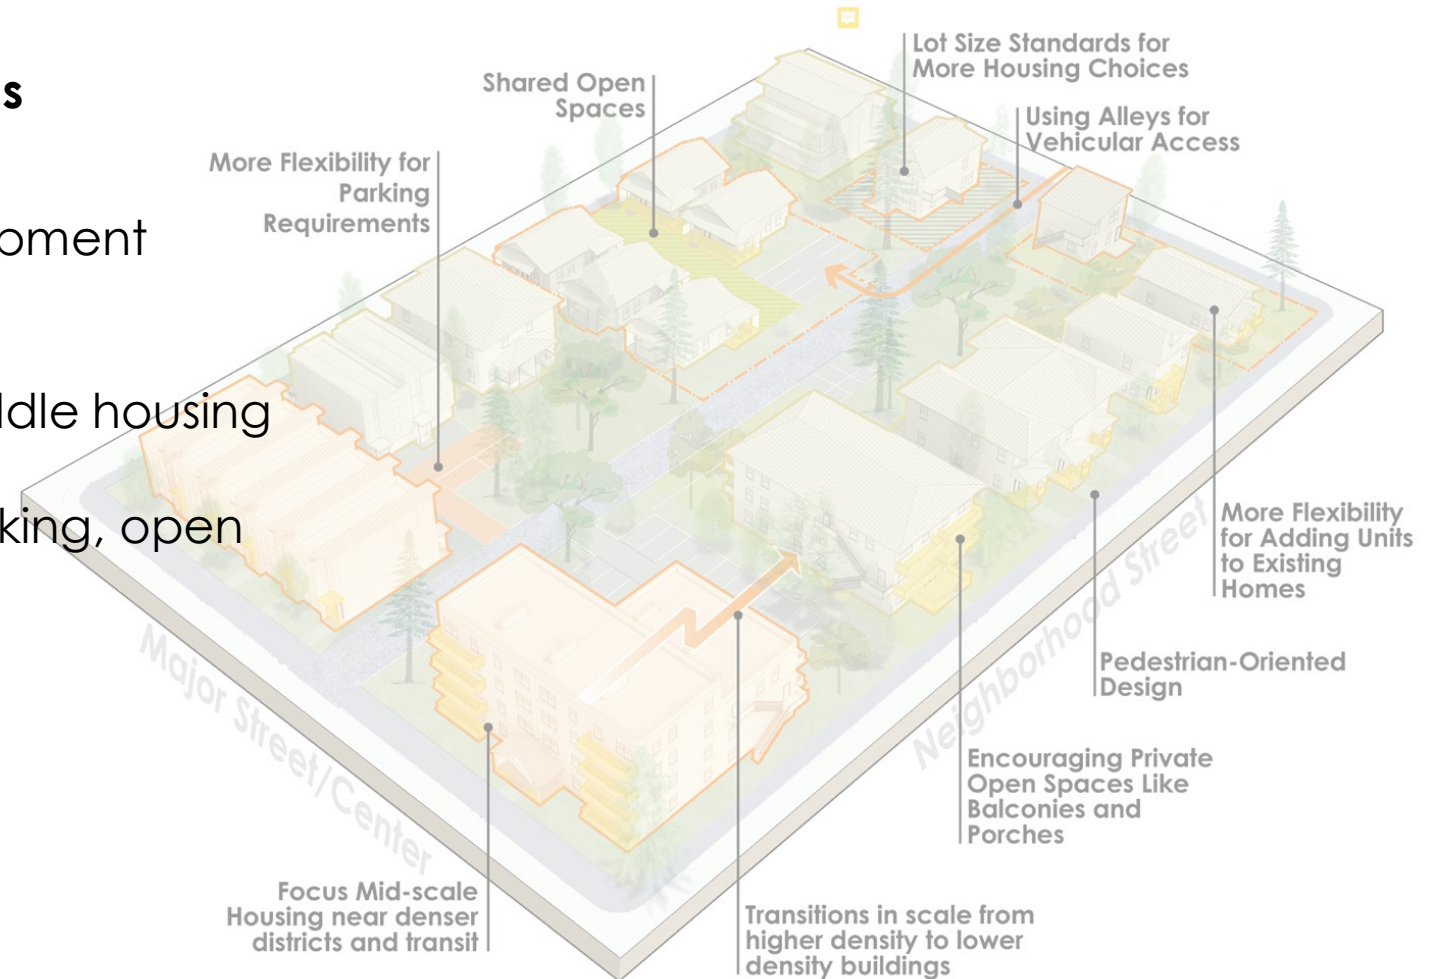 s
pment
ddle housing
king, open
Lot Size Standards for
More Housing Choices
Shared Open
Spaces
Using Alleys for
Vehicular Access
More Flexibility for
Parking
Requirements
More Flexibility
for Adding Units
to Existing
Homes
Major Street/Center
Neighborhood Street
Pedestrian-Oriented
Design
Encouraging Private
Open Spaces Like
Balconies and
Porches
Focus Mid-scale
Housing near denser
districts and transit
Transitions in scale from
higher density to lower
density buildings